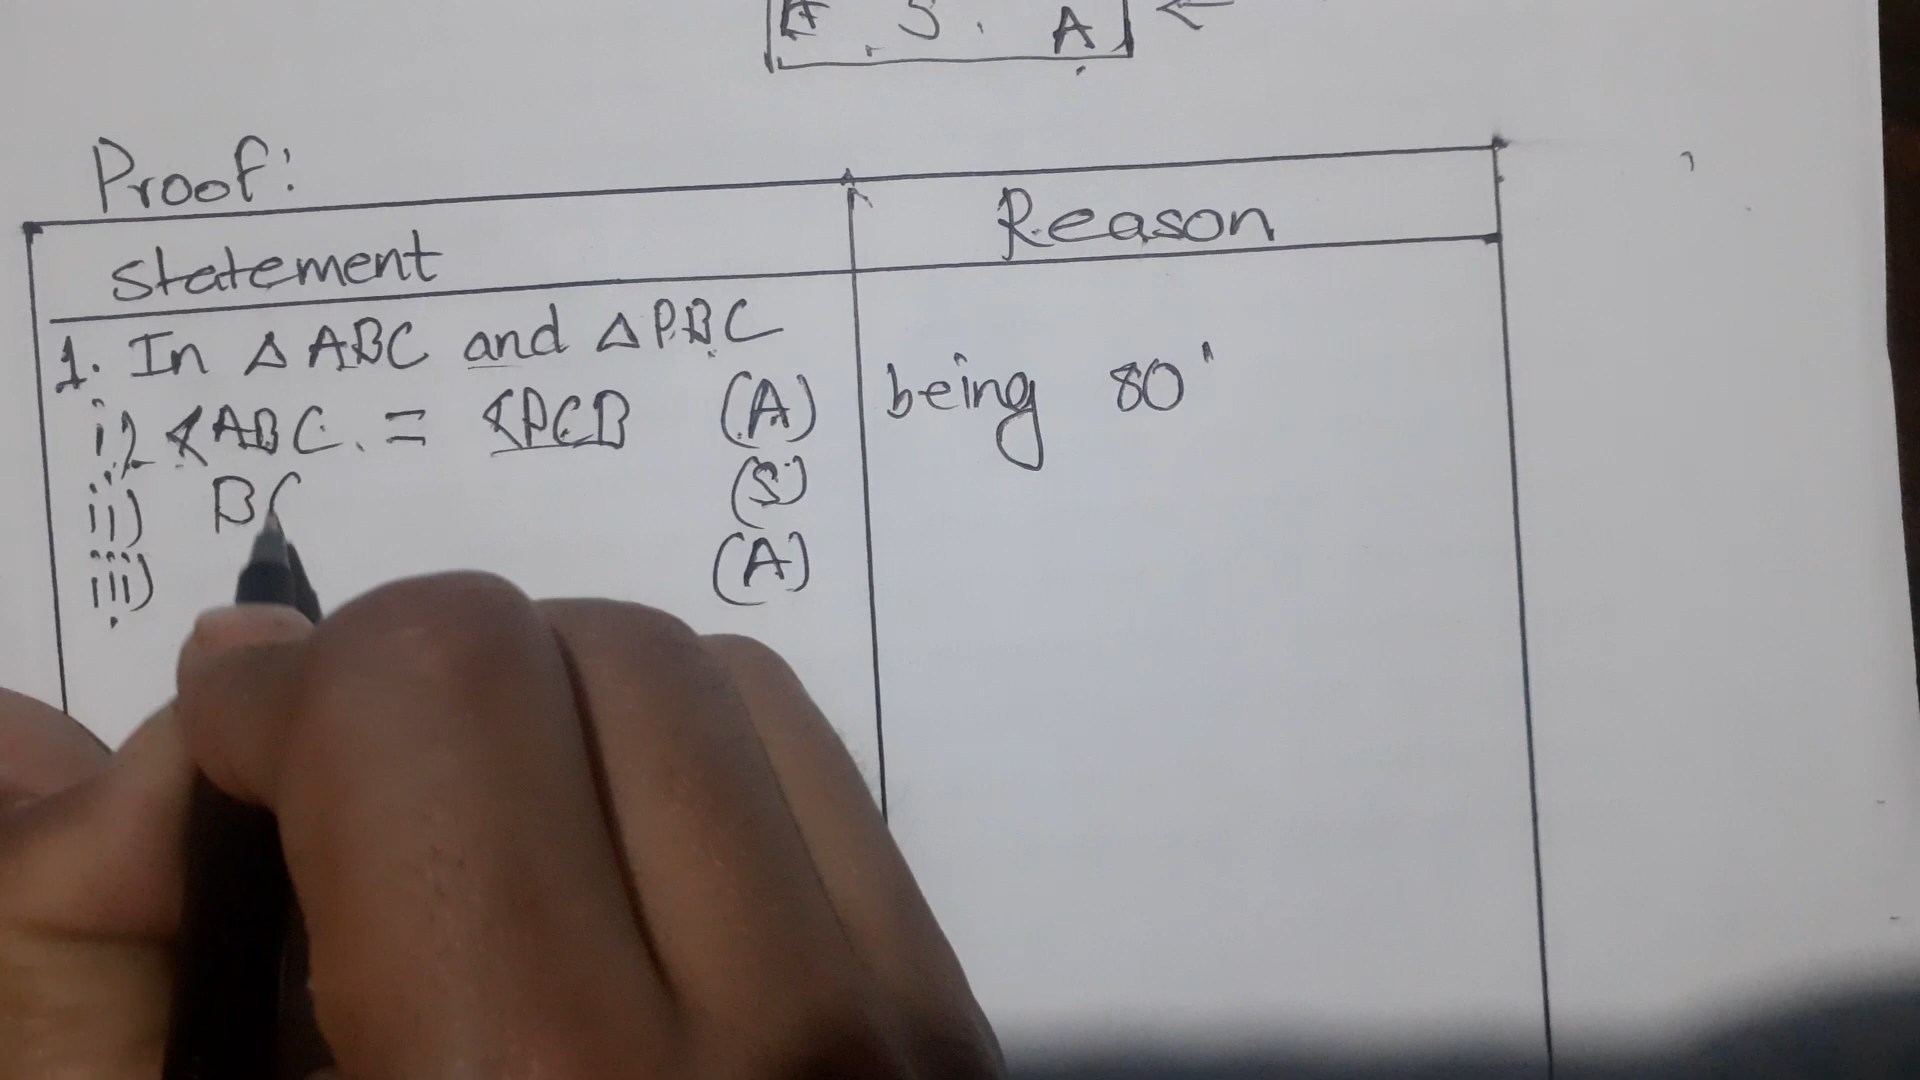 A . S . A
Proof:
Statement
Reason
1. In △ ABC and △ PBC
i) ∢ABC = ∢PCB (A)
being 80°
ii) BC (S)
iii) (A)